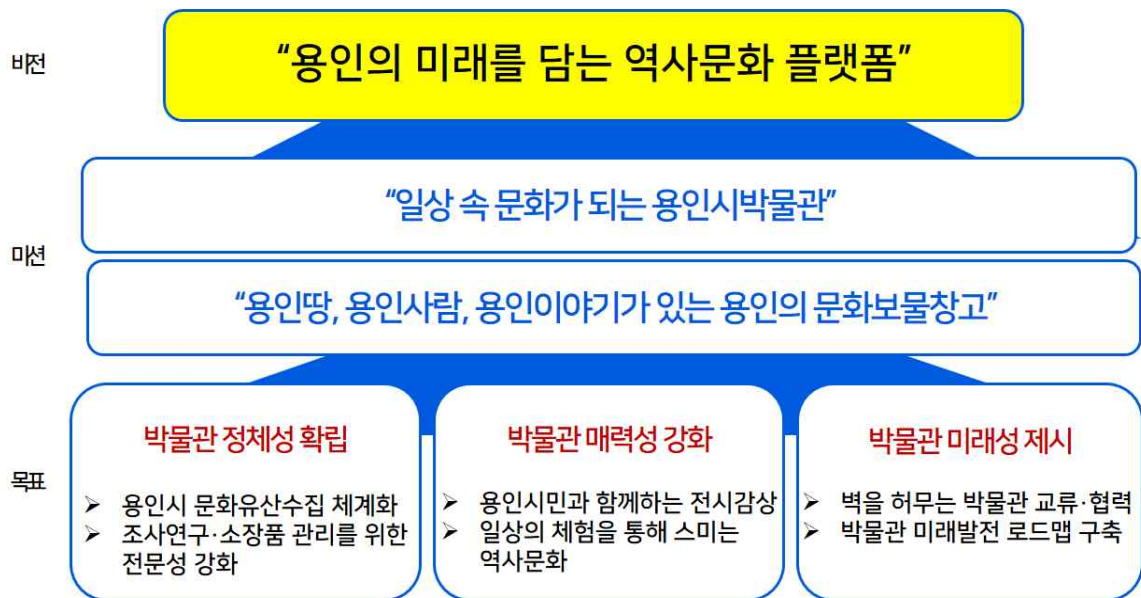 비전
“용인의 미래를 담는 역사문화 플랫폼”
미션
“일상 속 문화가 되는 용인시박물관”
“용인땅, 용인사람, 용인이야기가 있는 용인의 문화보물창고”
목표
박물관 정체성 확립
➢ 용인시 문화유산수집 체계화
➢ 조사연구·소장품 관리를 위한
전문성 강화
박물관 매력성 강화
➢ 용인시민과 함께하는 전시감상
➢ 일상의 체험을 통해 스미는
역사문화
박물관 미래성 제시
➢ 벽을 허무는 박물관 교류·협력
➢ 박물관 미래발전 로드맵 구축